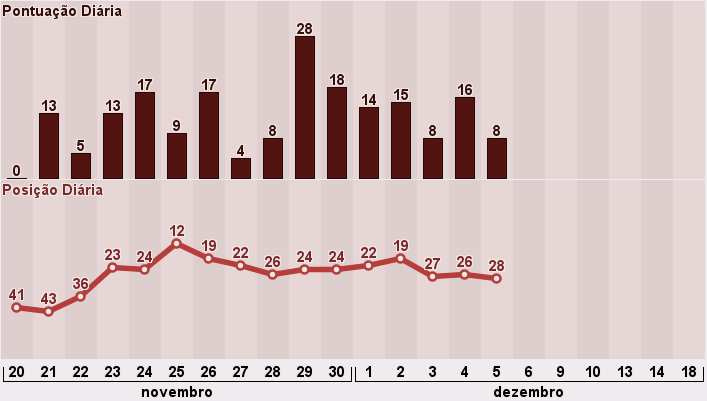 Pontuação Diária
0 13 5 13 17 9 17 4 8 28 18 14 15 8 16 8
Posição Diária
41 43 36 23 24 12 19 22 26 24 24 22 19 27 26 28
20 21 22 23 24 25 26 27 28 29 30 1 2 3 4 5 6 9 10 13 14 18
novembro dezembro